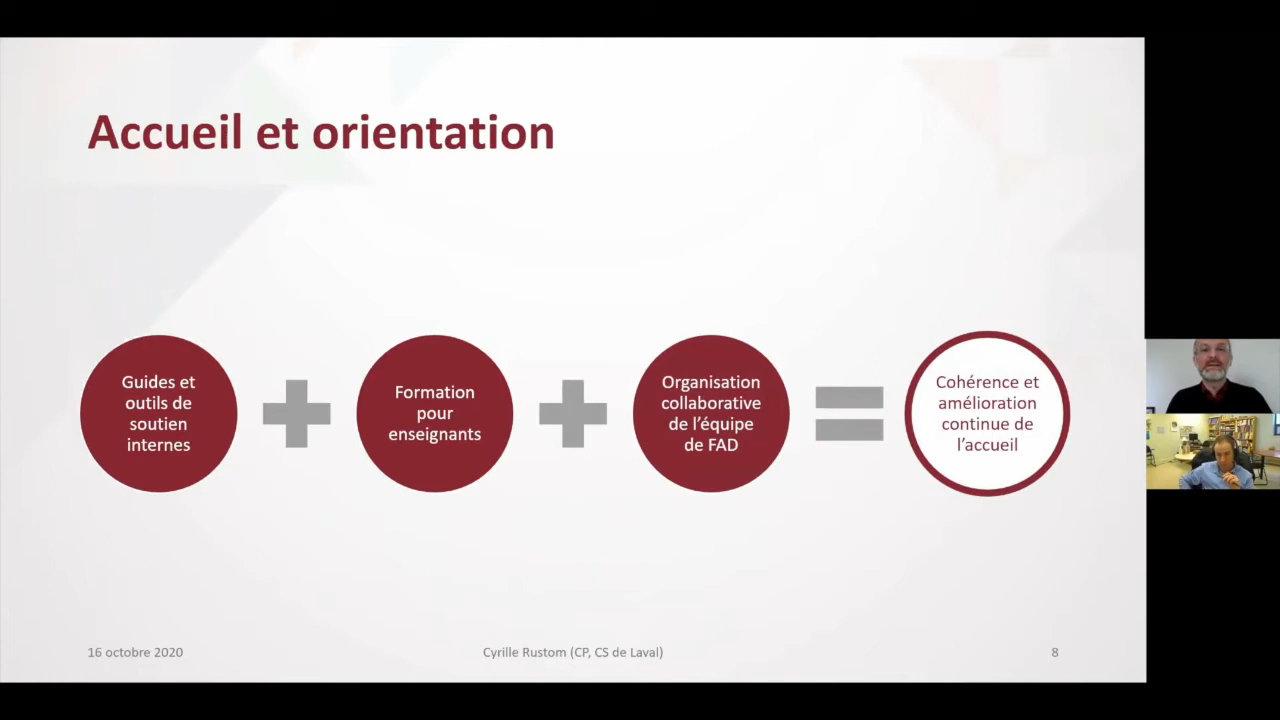 Accueil et orientation
Guides et
outils de
soutien
internes
Formation
pour
enseignants
Organisation
collaborative
de l’équipe
de FAD
Cohérence et
amélioration
continue de
l’accueil
16 octobre 2020
Cyrille Rustom (CP, CS de Laval)
8